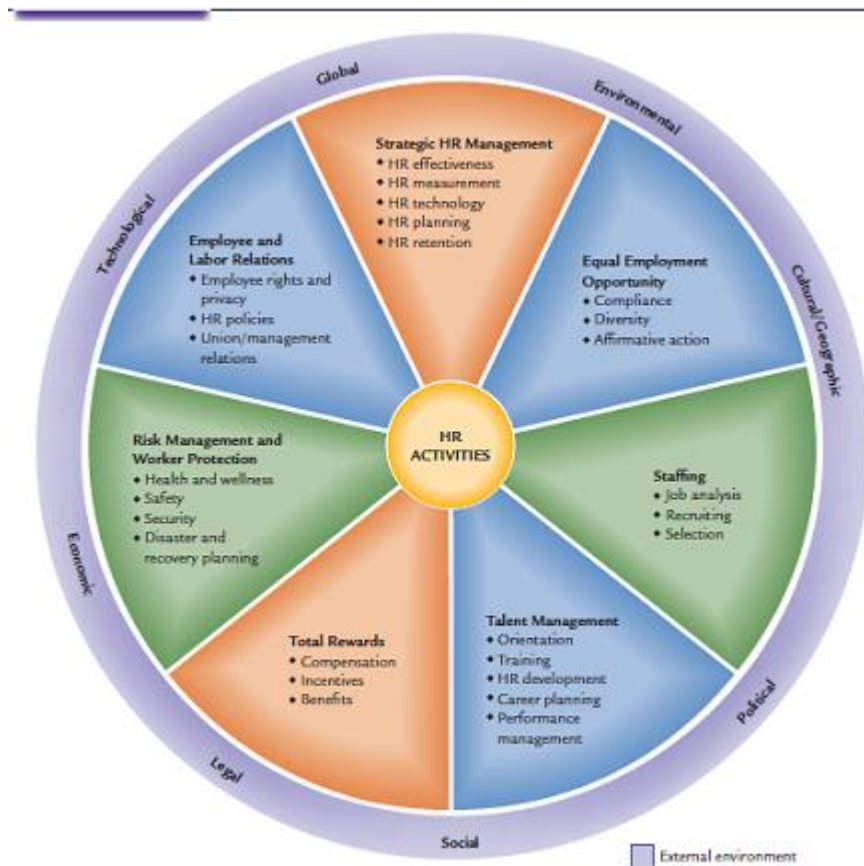 Global
Environmental
Technological
Cultural/Geographic
Strategic HR Management
◆ HR effectiveness
◆ HR measurement
◆ HR technology
◆ HR planning
◆ HR retention
Employee and
Labor Relations
◆ Employee rights and
privacy
◆ HR policies
◆ Union/management
relations
Equal Employment
Opportunity
◆ Compliance
◆ Diversity
◆ Affirmative action
HR
ACTIVITIES
Risk Management and
Worker Protection
◆ Health and wellness
◆ Safety
◆ Security
◆ Disaster and
recovery planning
Staffing
◆ Job analysis
◆ Recruiting
◆ Selection
Total Rewards
◆ Compensation
◆ Incentives
◆ Benefits
Talent Management
◆ Orientation
◆ Training
◆ HR development
◆ Career planning
◆ Performance
management
Economic
Political
Legal
Social
External environment